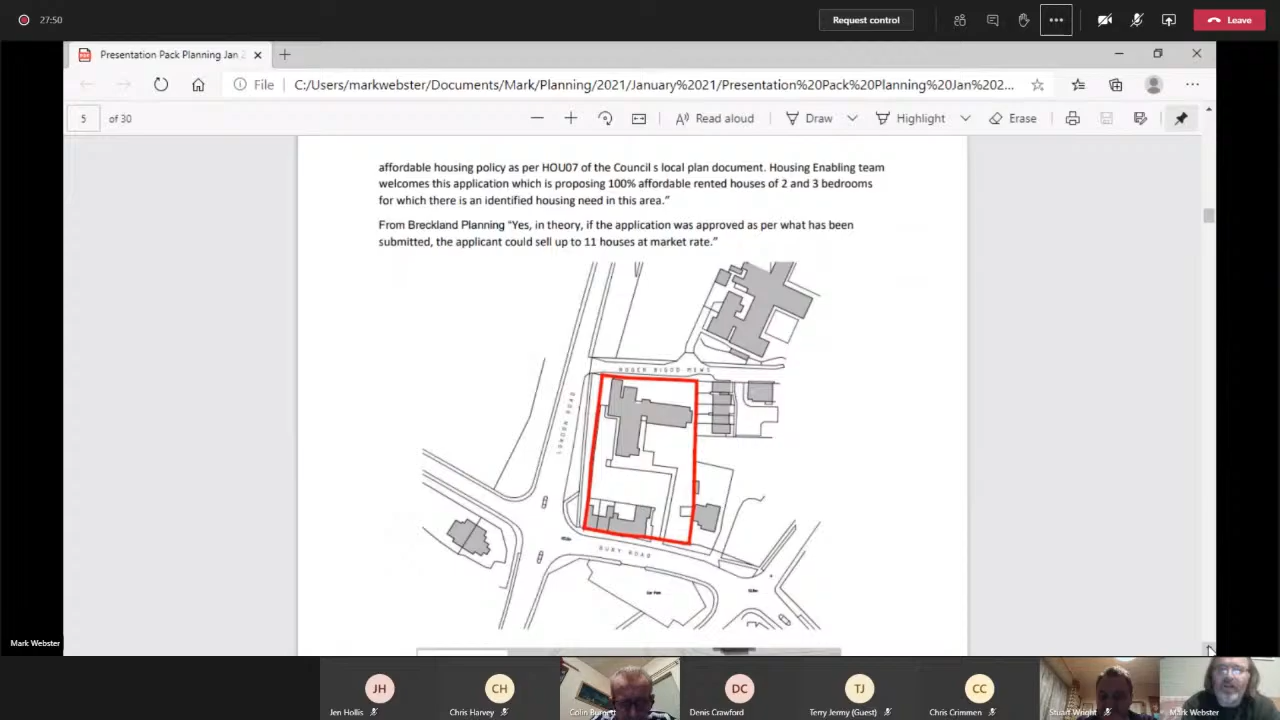 27:50
Request control
Leave
Presentation Pack Planning Jan 2
File
C:/Users/markwebster/Documents/Mark/Planning/2021/January%2021/Presentation%20Pack%20Planning%20Jan%202...
5 of 30
Read aloud
Draw
Highlight
Erase
affordable housing policy as per HOU07 of the Council s local plan document. Housing Enabling team
welcomes this application which is proposing 100% affordable rented houses of 2 and 3 bedrooms
for which there is an identified housing need in this area."
From Breckland Planning "Yes, in theory, if the application was approved as per what has been
submitted, the applicant could sell up to 11 houses at market rate."
ROGER BIGOD MEWS
LONDON ROAD
BURY ROAD
Car Park
Mark Webster
JH
CH
DC
TJ
CC
Jen Hollis
Chris Harvey
Denis Crawford
Terry Jermy (Guest)
Chris Crimmen
Stuart Wright
Mark Webster